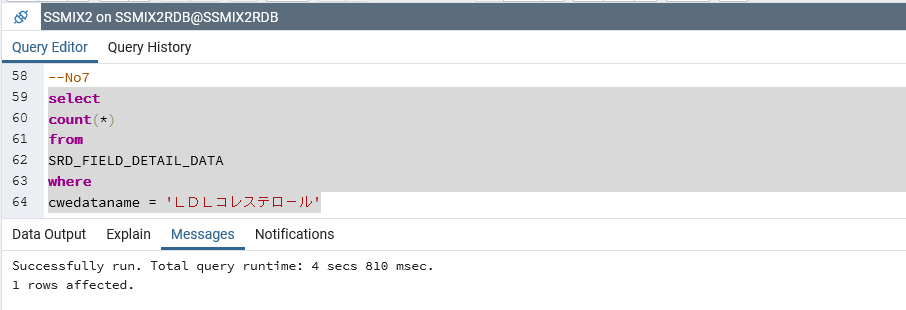 SSMIX2 on SSMIX2RDB@SSMIX2RDB
Query Editor Query History
58 --No7
59 select
60 count(*)
61 from
62 SRD_FIELD_DETAIL_DATA
63 where
64 cwedataname = 'ＬＤＬコレステロール'
Data Output Explain Messages Notifications
Successfully run. Total query runtime: 4 secs 810 msec.
1 rows affected.